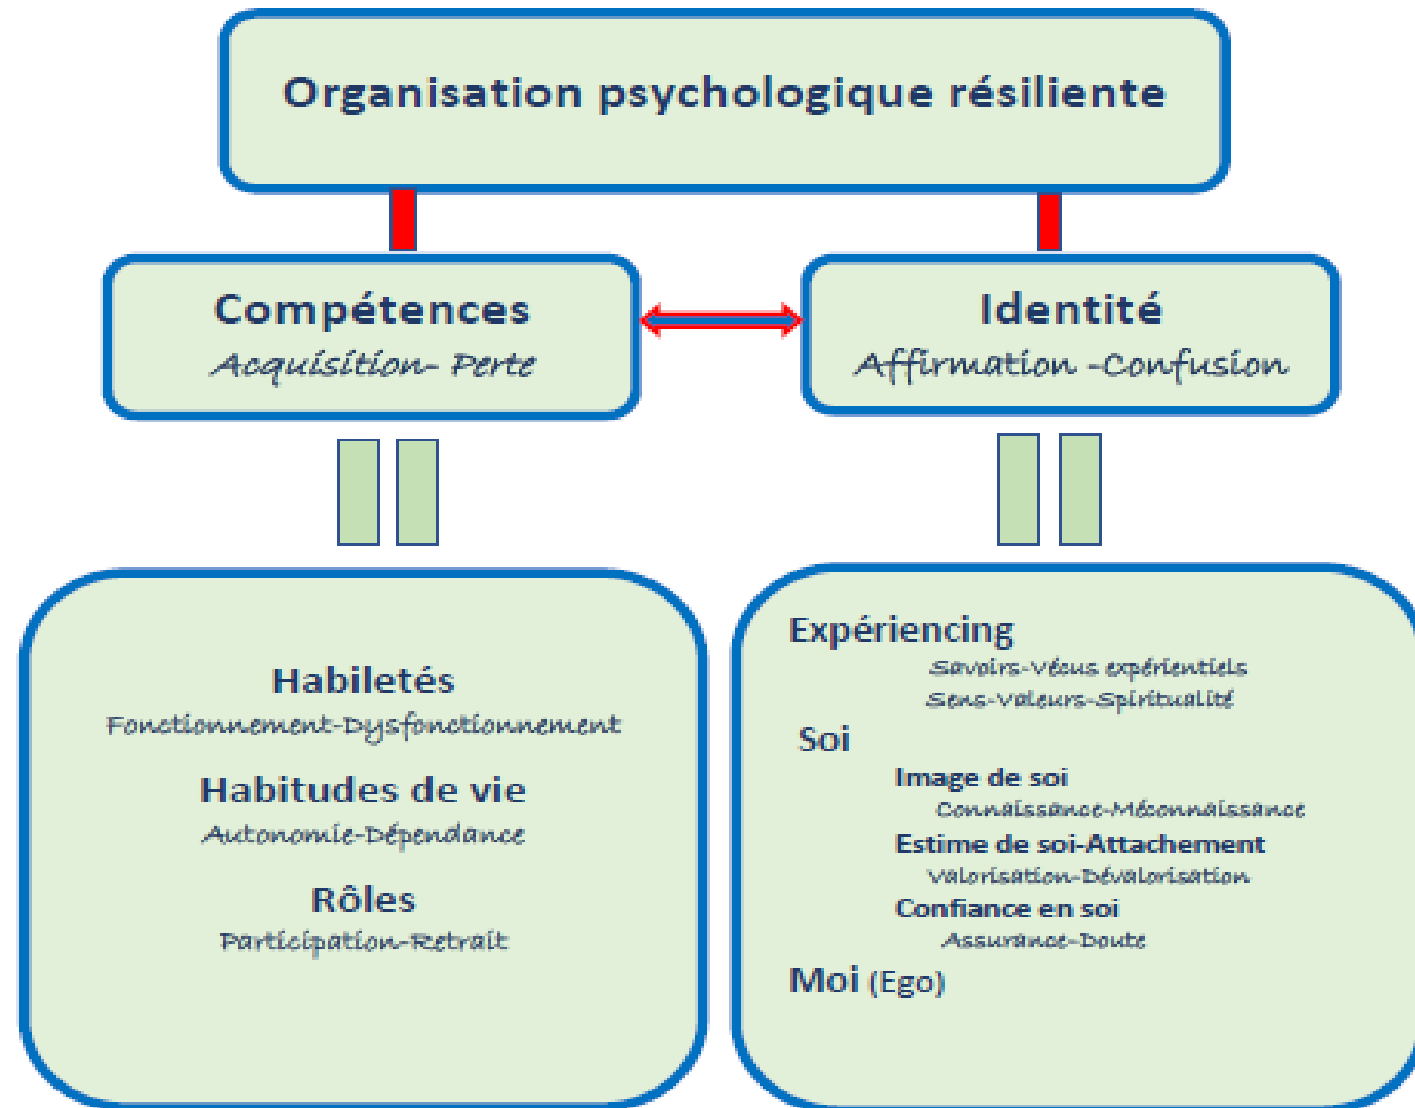 Organisation psychologique résiliente
Compétences
Acquisition- Perte
Identité
Affirmation -Confusion
Habiletés
Fonctionnement-Dysfonctionnement
Habitudes de vie
Autonomie-Dépendance
Rôles
Participation-Retrait
Expériencing
Savoirs-Vécus expérientiels
Sens-Valeurs-Spiritualité
Soi
Image de soi
Connaissance-Méconnaissance
Estime de soi-Attachement
Valorisation-Dévalorisation
Confiance en soi
Assurance-Doute
Moi (Ego)